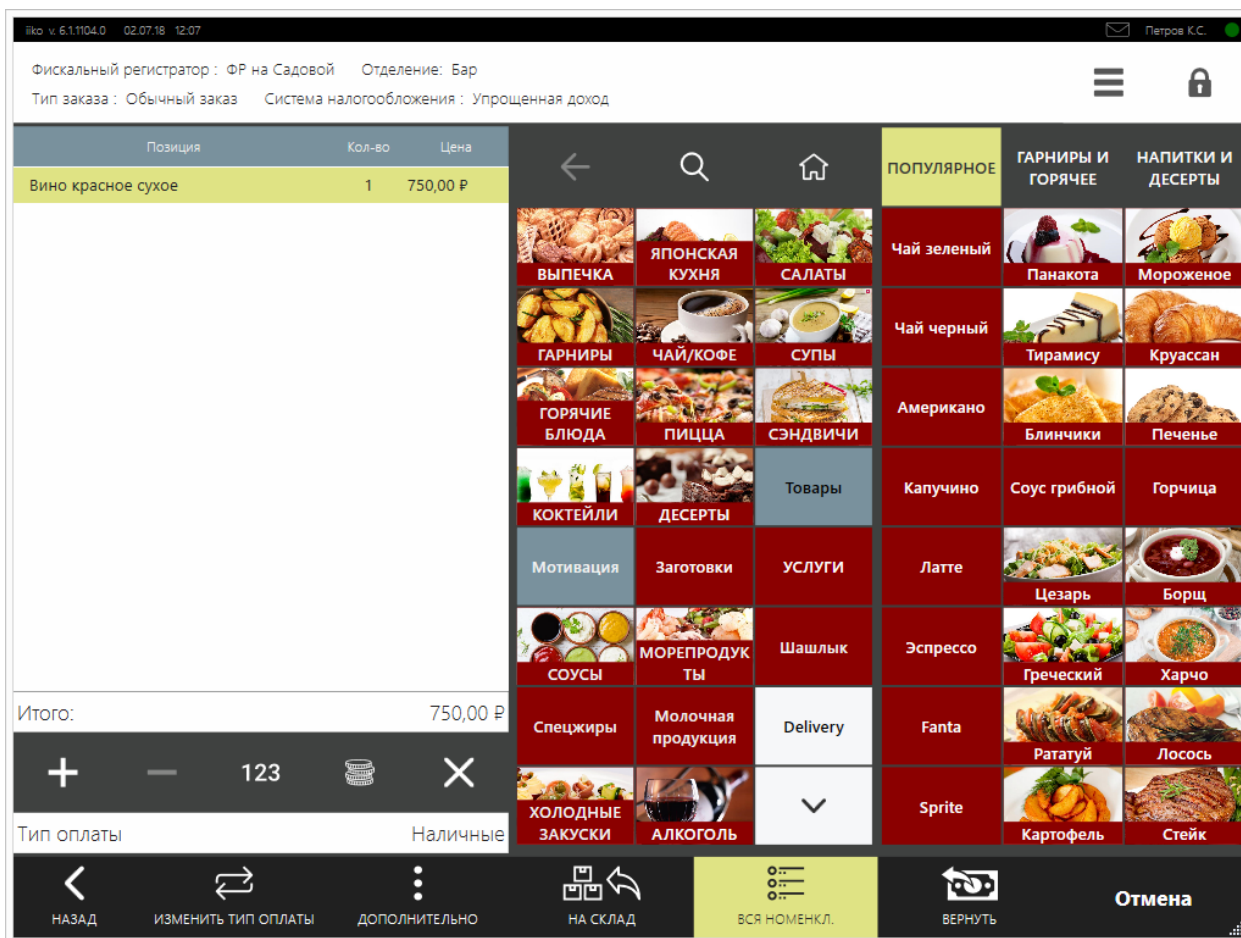 iiko v. 6.1.1104.0 02.07.18 12:07 Петров К.С.
Фискальный регистратор : ФР на Садовой Отделение: Бар
Тип заказа : Обычный заказ Система налогообложения : Упрощенная доход
Позиция Кол-во Цена
Вино красное сухое 1 750,00 ₽
Итого: 750,00 ₽
123
Тип оплаты Наличные
ВЫПЕЧКА
ЯПОНСКАЯ
КУХНЯ
САЛАТЫ
ГАРНИРЫ
ЧАЙ/КОФЕ
СУПЫ
ГОРЯЧИЕ
БЛЮДА
ПИЦЦА
СЭНДВИЧИ
КОКТЕЙЛИ
ДЕСЕРТЫ
Товары
Мотивация
Заготовки
УСЛУГИ
СОУСЫ
МОРЕПРОДУК
ТЫ
Шашлык
Спецжиры
Молочная
продукция
Delivery
ХОЛОДНЫЕ
ЗАКУСКИ
АЛКОГОЛЬ
ПОПУЛЯРНОЕ
ГАРНИРЫ И
ГОРЯЧЕЕ
НАПИТКИ И
ДЕСЕРТЫ
Чай зеленый
Панакота
Мороженое
Чай черный
Тирамису
Круассан
Американо
Блинчики
Печенье
Капучино
Соус грибной
Горчица
Латте
Цезарь
Борщ
Эспрессо
Греческий
Харчо
Fanta
Рататуй
Лосось
Sprite
Картофель
Стейк
НАЗАД
ИЗМЕНИТЬ ТИП ОПЛАТЫ
ДОПОЛНИТЕЛЬНО
НА СКЛАД
ВСЯ НОМЕНКЛ.
ВЕРНУТЬ
Отмена